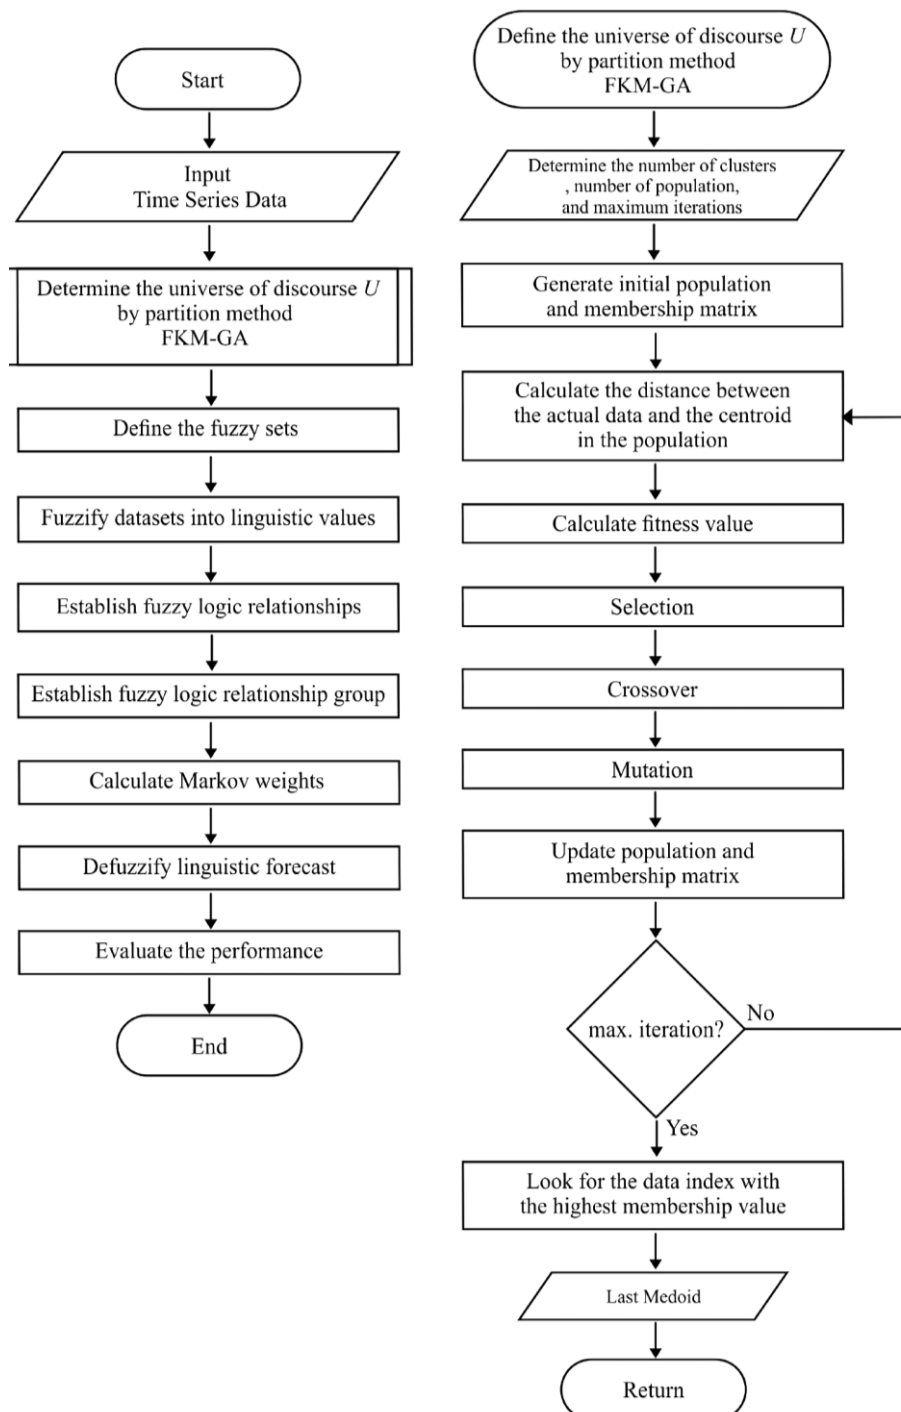 Start
Input
Time Series Data
Determine the universe of discourse U
by partition method
FKM-GA
Define the fuzzy sets
Fuzzify datasets into linguistic values
Establish fuzzy logic relationships
Establish fuzzy logic relationship group
Calculate Markov weights
Defuzzify linguistic forecast
Evaluate the performance
End
Define the universe of discourse U
by partition method
FKM-GA
Determine the number of clusters
, number of population,
and maximum iterations
Generate initial population
and membership matrix
Calculate the distance between
the actual data and the centroid
in the population
Calculate fitness value
Selection
Crossover
Mutation
Update population and
membership matrix
max. iteration?
No
Yes
Look for the data index with
the highest membership value
Last Medoid
Return